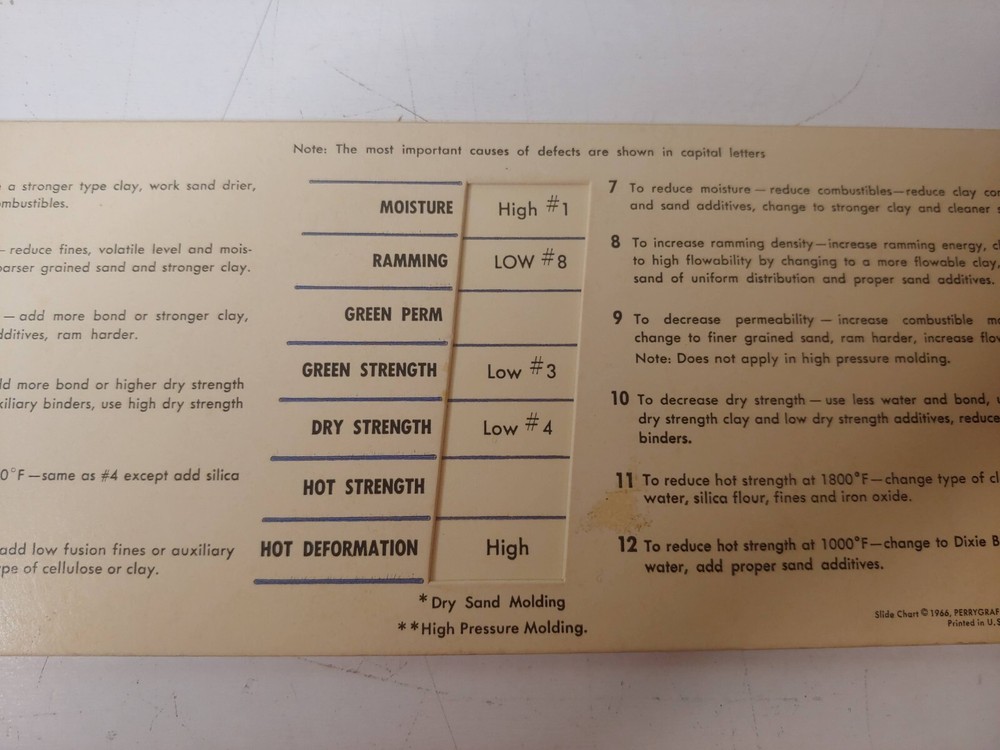 Note: The most important causes of defects are shown in capital letters
a stronger type clay, work sand drier,
— reduce fines, volatile level and mois-
grained sand and stronger clay.
— add more bond or stronger clay,
ram harder.
more bond or higher dry strength
binders, use high dry strength
—same as #4 except add silica
add low fusion fines or auxiliary
of cellulose or clay.
MOISTURE High #1
RAMMING LOW #8
GREEN PERM
GREEN STRENGTH Low #3
DRY STRENGTH Low #4
HOT STRENGTH
HOT DEFORMATION High
* Dry Sand Molding
** High Pressure Molding.
7 To reduce moisture — reduce combustibles—reduce clay
and sand additives, change to stronger clay and cleaner
8 To increase ramming density—increase ramming energy,
to high flowability by changing to a more flowable clay,
sand of uniform distribution and proper sand additives.
9 To decrease permeability — increase combustible
change to finer grained sand, ram harder, increase
Note: Does not apply in high pressure molding.
10 To decrease dry strength — use less water and bond,
dry strength clay and low dry strength additives, reduce
binders.
11 To reduce hot strength at 1800°F—change type of
water, silica flour, fines and iron oxide.
12 To reduce hot strength at 1000°F—change to Dixie B
water, add proper sand additives.
Slide Chart © 1966, PERRYGRAF
Printed in U.S